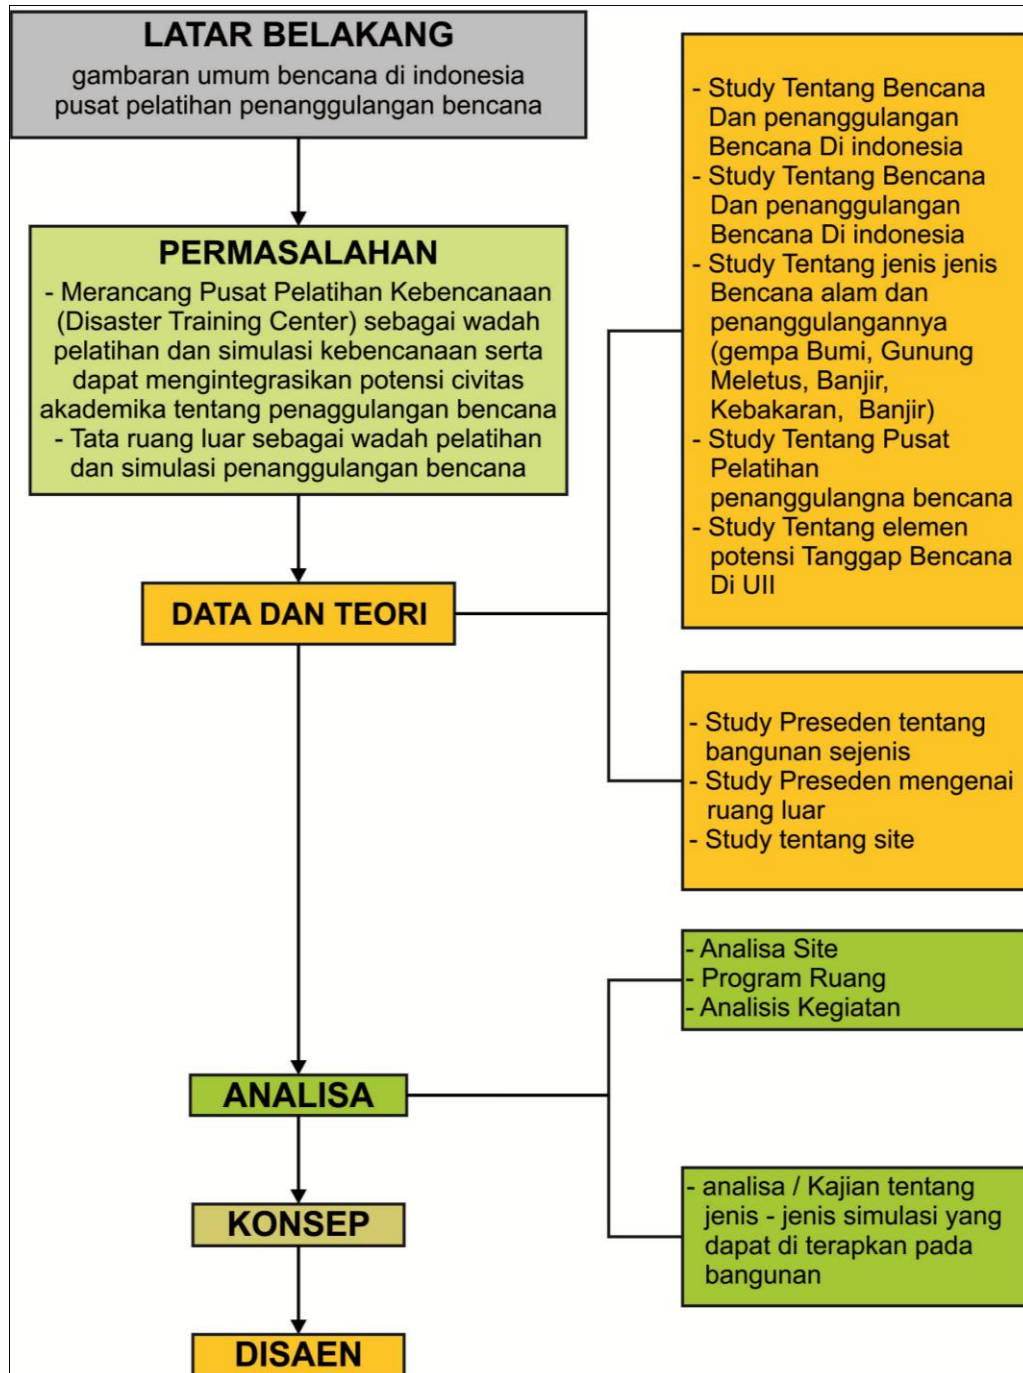 LATAR BELAKANG
gambaran umum bencana di indonesia
pusat pelatihan penanggulangan bencana
PERMASALAHAN
- Merancang Pusat Pelatihan Kebencanaan
(Disaster Training Center) sebagai wadah
pelatihan dan simulasi kebencanaan serta
dapat mengintegrasikan potensi civitas
akademika tentang penaggulangan bencana
- Tata ruang luar sebagai wadah pelatihan
dan simulasi penanggulangan bencana
DATA DAN TEORI
- Study Tentang Bencana
Dan penanggulangan
Bencana Di indonesia
- Study Tentang Bencana
Dan penanggulangan
Bencana Di indonesia
- Study Tentang jenis jenis
Bencana alam dan
penanggulangannya
(gempa Bumi, Gunung
Meletus, Banjir,
Kebakaran, Banjir)
- Study Tentang Pusat
Pelatihan
penanggulangna bencana
- Study Tentang elemen
potensi Tanggap Bencana
Di UII
- Study Preseden tentang
bangunan sejenis
- Study Preseden mengenai
ruang luar
- Study tentang site
ANALISA
- Analisa Site
- Program Ruang
- Analisis Kegiatan
- analisa / Kajian tentang
jenis - jenis simulasi yang
dapat di terapkan pada
bangunan
KONSEP
DISAEN